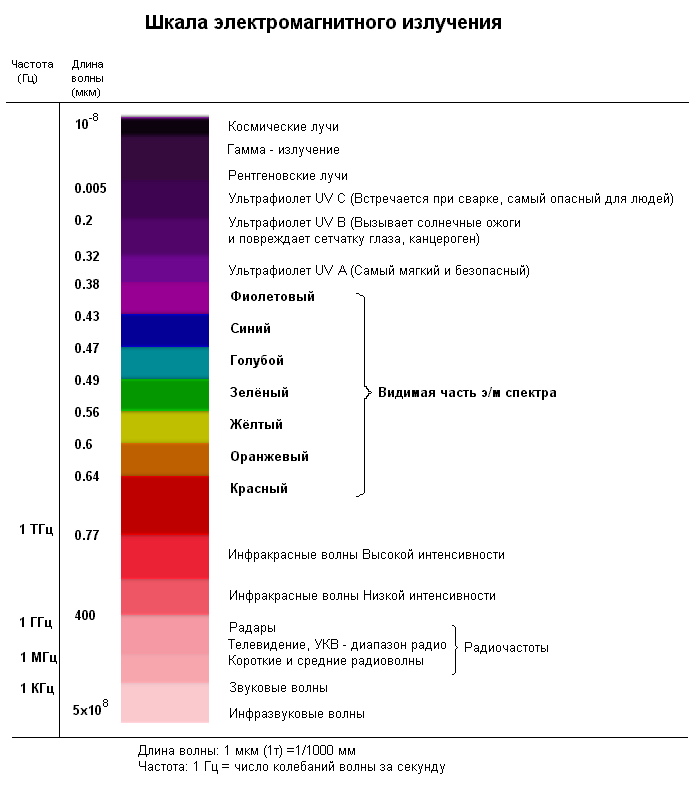 Шкала электромагнитного излучения
Частота (Гц)
Длина волны (мкм)
10-8
Космические лучи
Гамма - излучение
Рентгеновские лучи
0.005
Ультрафиолет UV C (Встречается при сварке, самый опасный для людей)
0.2
Ультрафиолет UV B (Вызывает солнечные ожоги
и повреждает сетчатку глаза, канцероген)
0.32
Ультрафиолет UV A (Самый мягкий и безопасный)
0.38
Фиолетовый
0.43
Синий
0.47
Голубой
0.49
Зелёный
Видимая часть э/м спектра
0.56
Жёлтый
0.6
Оранжевый
0.64
Красный
1 ТГц
0.77
Инфракрасные волны Высокой интенсивности
Инфракрасные волны Низкой интенсивности
400
1 ГГц
Радары
Телевидение, УКВ - диапазон радио
Короткие и средние радиоволны
Радиочастоты
1 МГц
1 КГц
Звуковые волны
5x108
Инфразвуковые волны
Длина волны: 1 мкм (1т) =1/1000 мм
Частота: 1 Гц = число колебаний волны за секунду